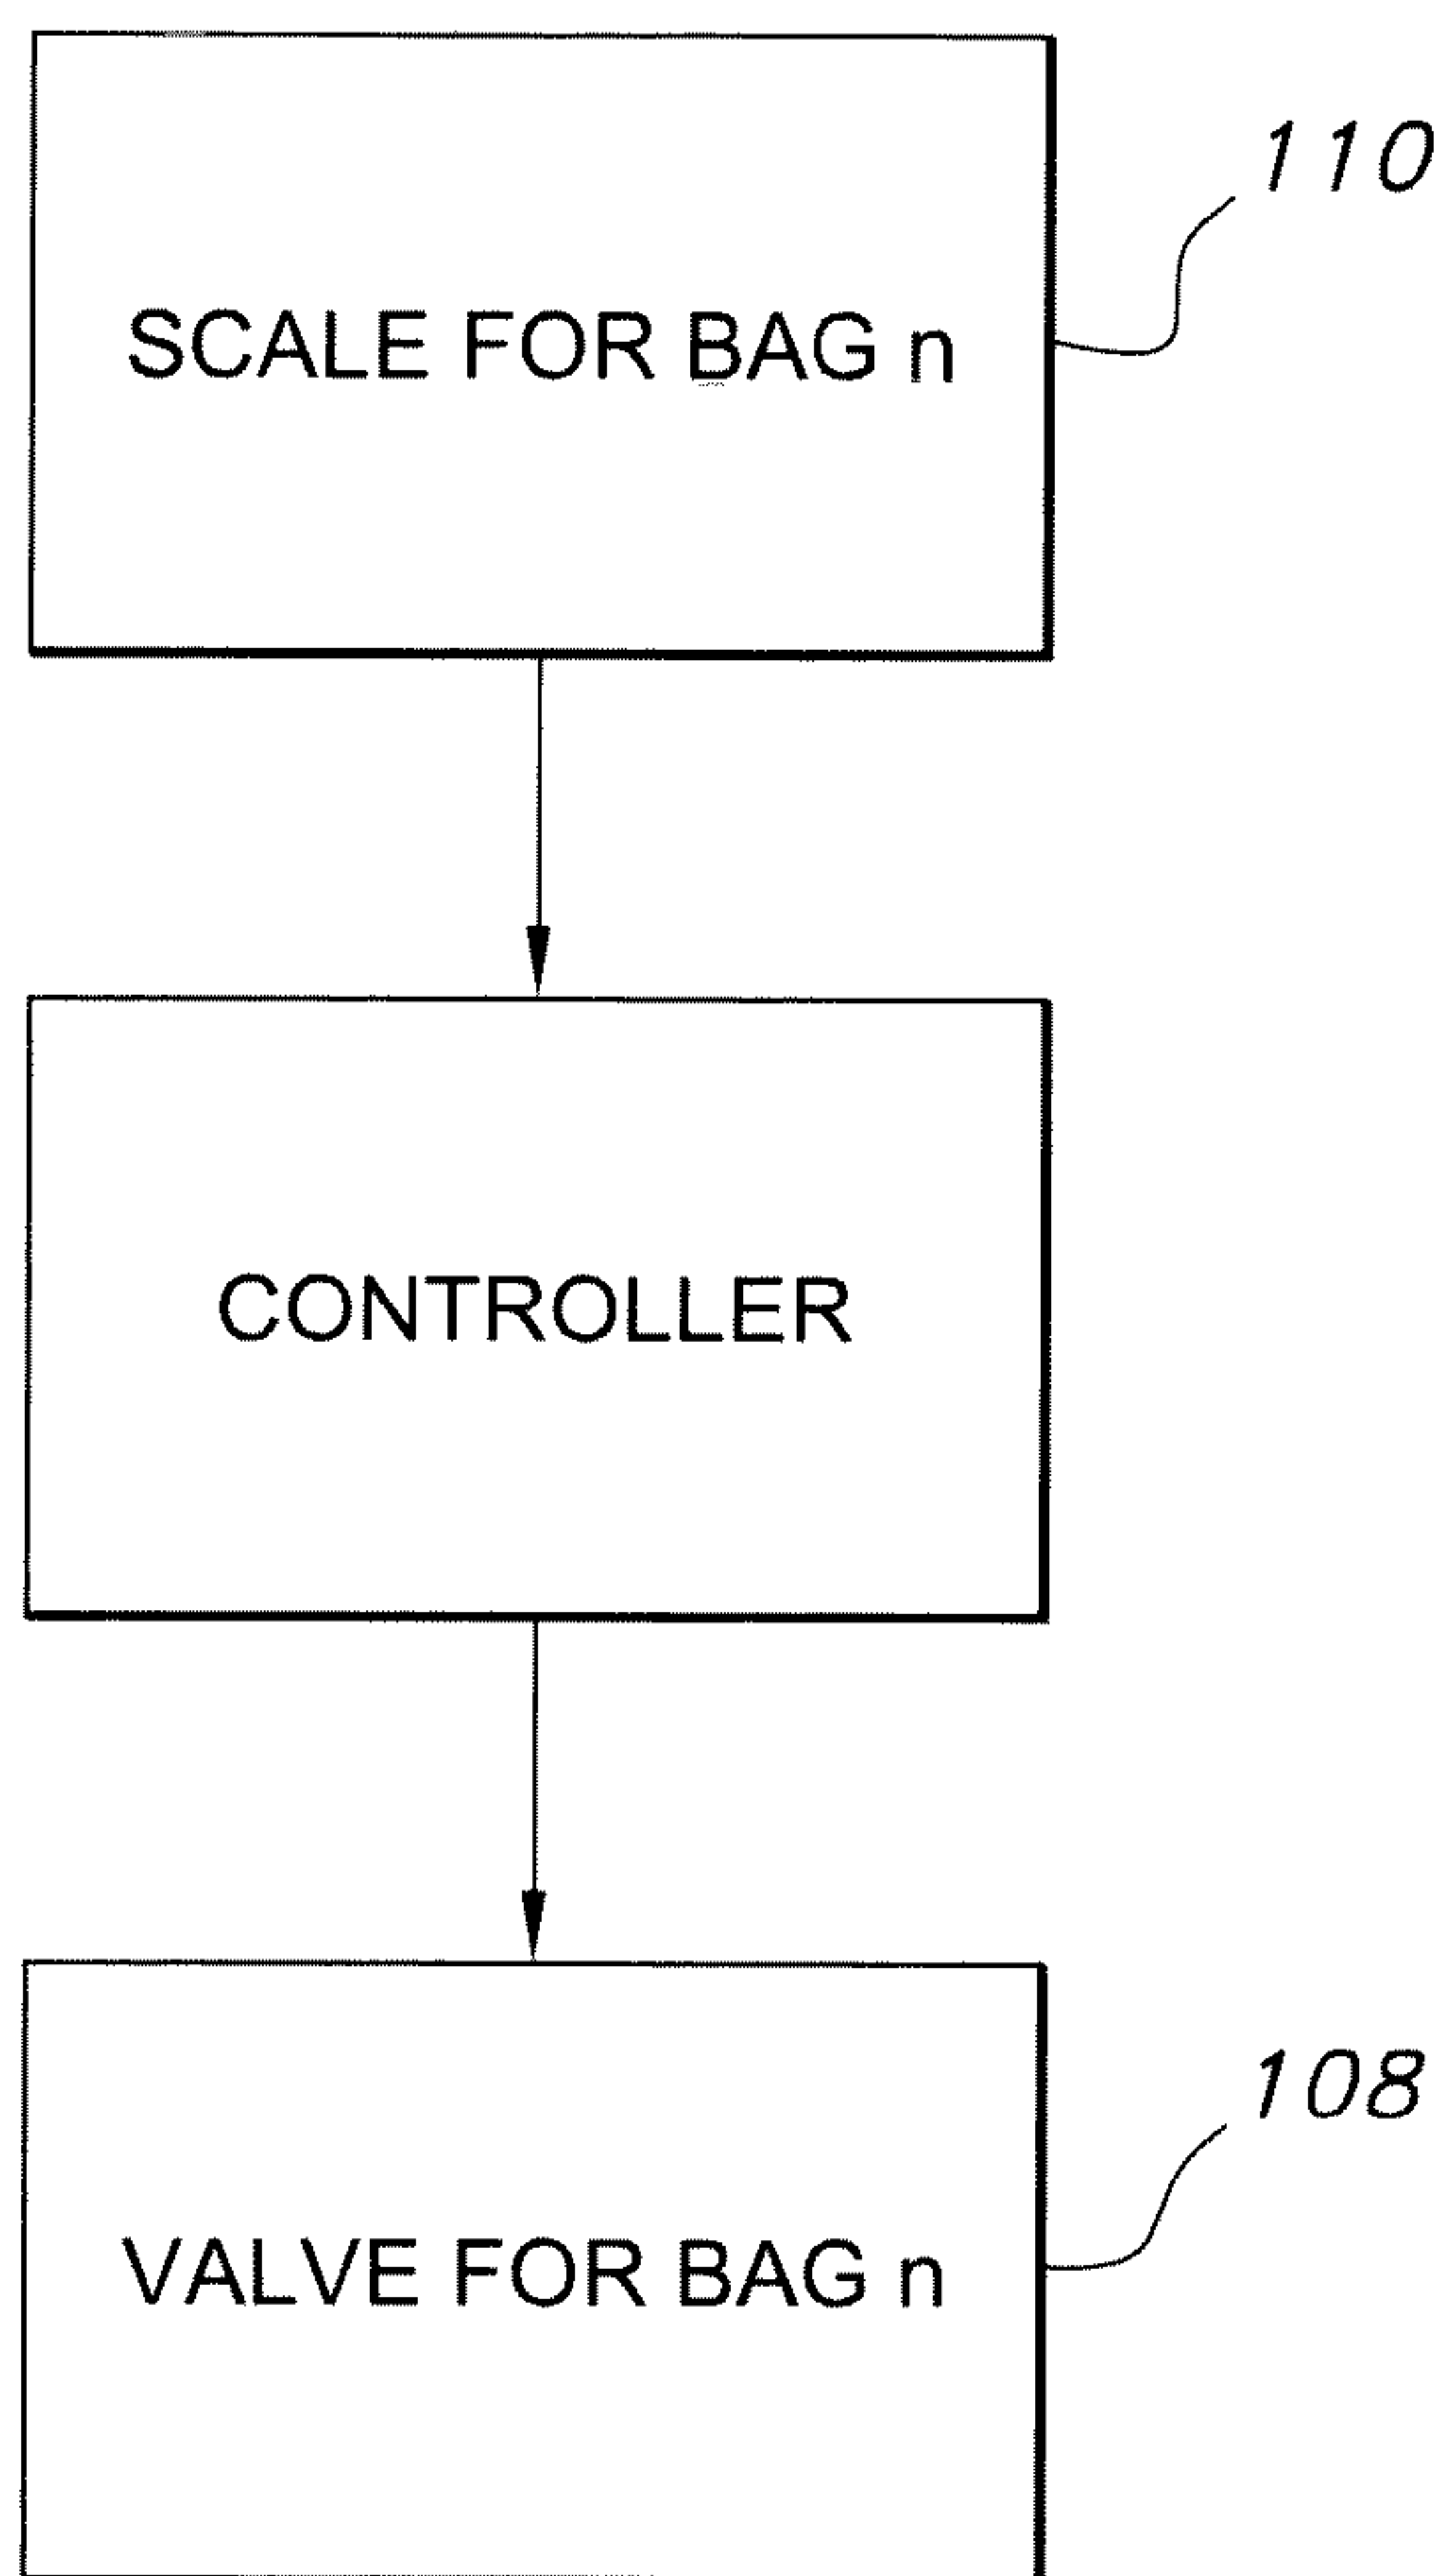 110
SCALE FOR BAG n
CONTROLLER
108
VALVE FOR BAG n